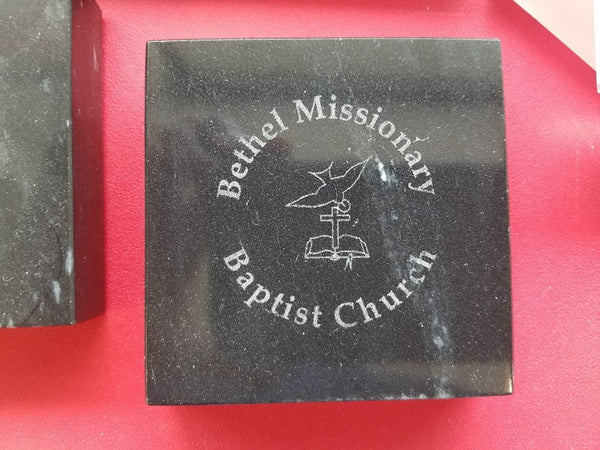 Bethel Missionary
Baptist Church